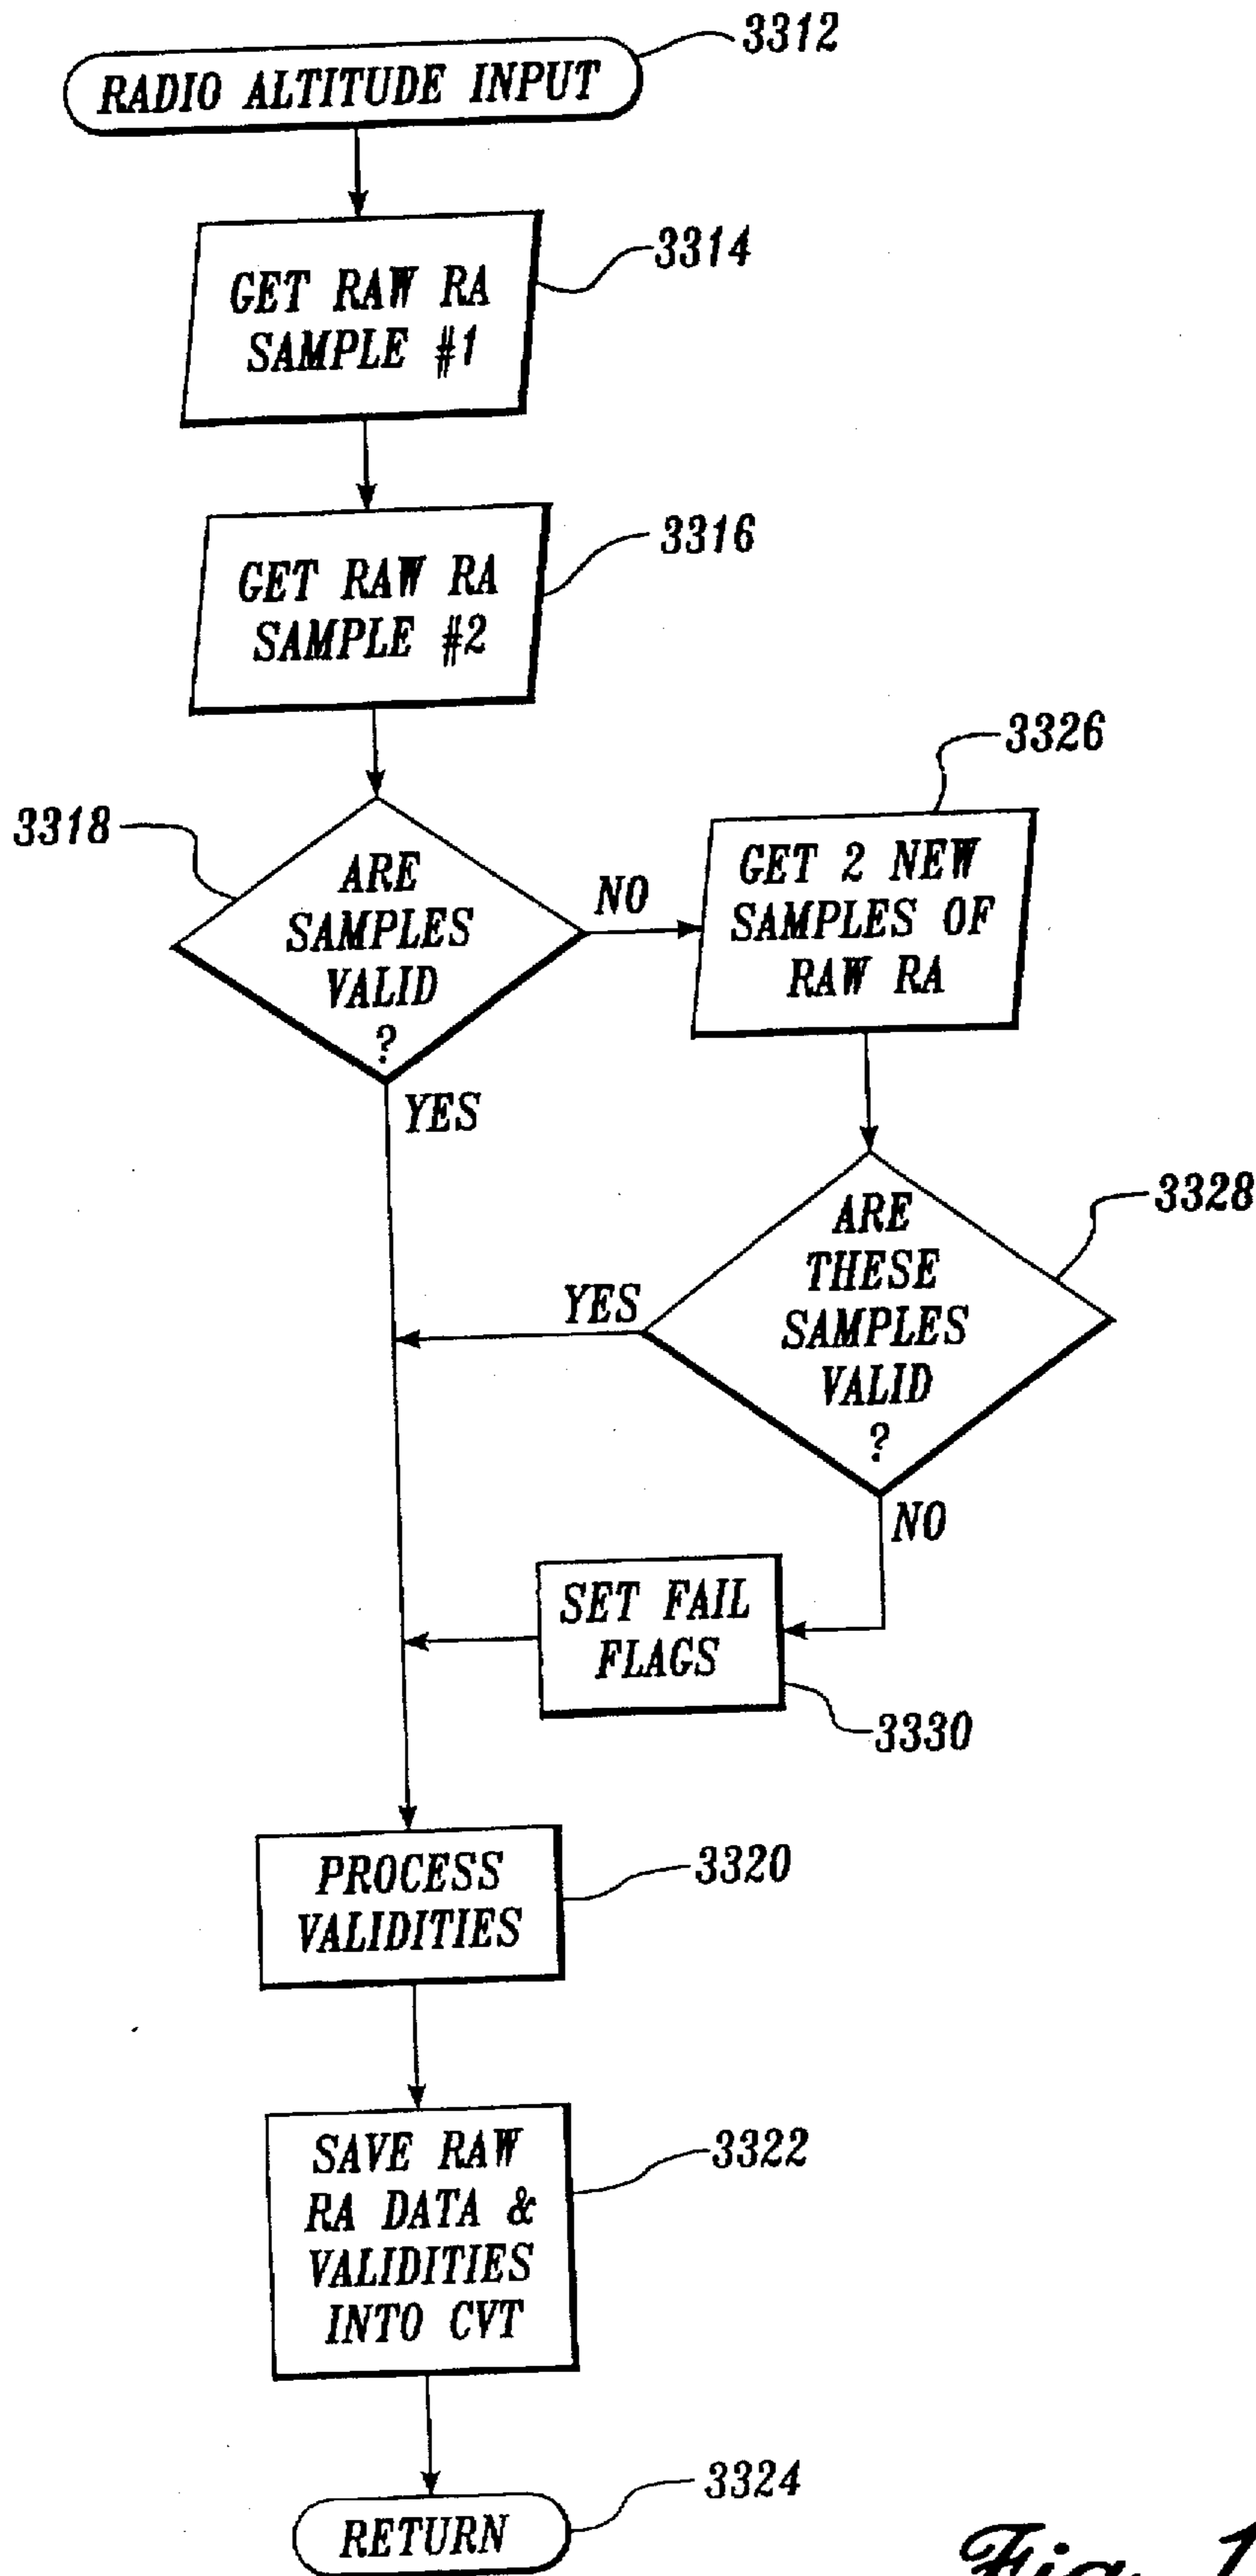 3312
RADIO ALTITUDE INPUT
3314
GET RAW RA
SAMPLE #1
3316
GET RAW RA
SAMPLE #2
3326
3318
GET 2 NEW
SAMPLES OF
RAW RA
ARE
SAMPLES
VALID
?
NO
YES
3328
ARE
THESE
SAMPLES
VALID
?
YES
NO
SET FAIL
FLAGS
3330
PROCESS
VALIDITIES
3320
SAVE RAW
RA DATA &
VALIDITIES
INTO CVT
3322
3324
RETURN
Fig. 1